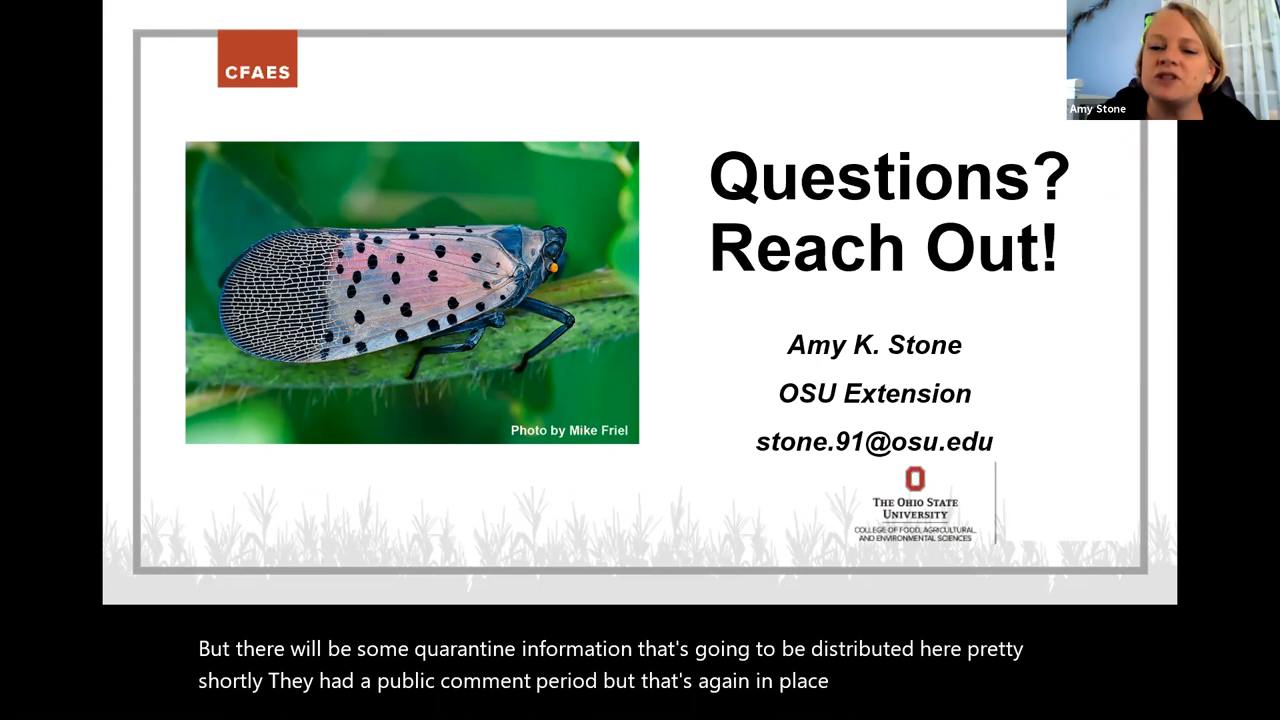 CFAES
Amy Stone
Questions?
Reach Out!
Photo by Mike Friel
Amy K. Stone
OSU Extension
stone.91@osu.edu
THE OHIO STATE
UNIVERSITY
COLLEGE OF FOOD, AGRICULTURAL,
AND ENVIRONMENTAL SCIENCES
But there will be some quarantine information that's going to be distributed here pretty
shortly They had a public comment period but that's again in place